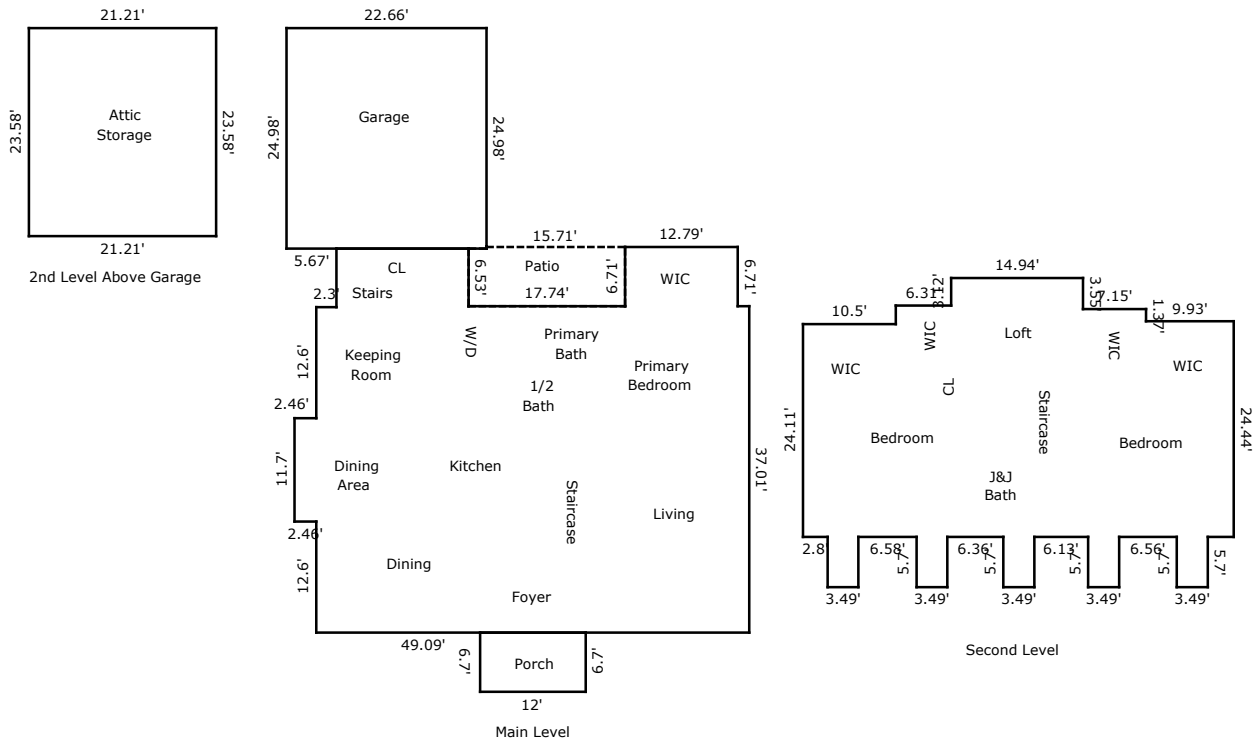 21.21'
23.58'
Attic
Storage
23.58'
21.21'
2nd Level Above Garage
22.66'
24.98'
Garage
24.98'
5.67'
CL
2.3'
Stairs
6.53'
15.71'
Patio
6.71'
17.74'
12.79'
WIC
6.71'
12.6'
Keeping
Room
W/D
Primary
Bath
1/2
Bath
Primary
Bedroom
2.46'
11.7'
Dining
Area
Kitchen
Staircase
Living
37.01'
2.46'
12.6'
Dining
Foyer
49.09'
6.7'
Porch
6.7'
12'
Main Level
10.5'
6.31'
3.12'
14.94'
3.55'
7.15'
1.37'
9.93'
WIC
WIC
Loft
WIC
WIC
CL
24.11'
Bedroom
Staircase
Bedroom
24.44'
J&J
Bath
2.8'
6.58'
5.7'
6.36'
5.7'
6.13'
5.7'
6.56'
5.7'
5.7'
3.49'
3.49'
3.49'
3.49'
3.49'
Second Level